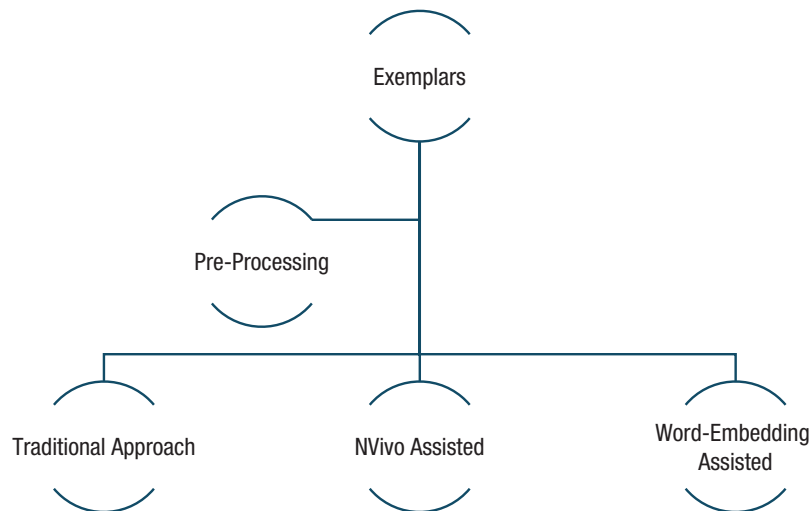 Exemplars
Pre-Processing
Traditional Approach
NVivo Assisted
Word-Embedding
Assisted